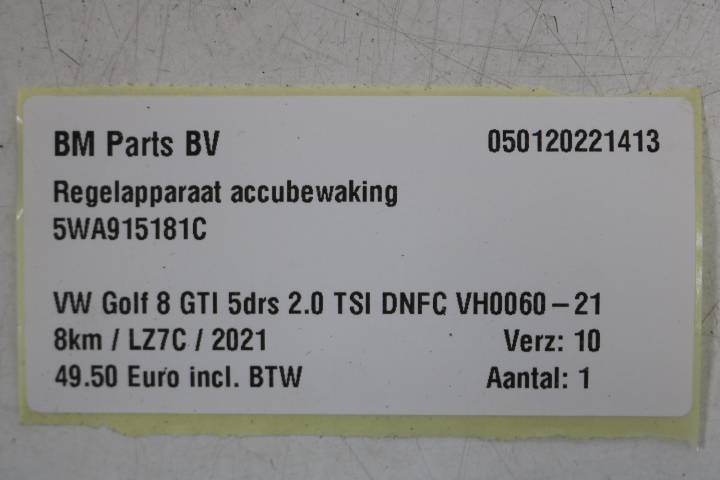 BM Parts BV 050120221413
Regelapparaat accubewaking
5WA915181C
VW Golf 8 GTI 5drs 2.0 TSI DNFC VH0060-21
8km / LZ7C / 2021 Verz: 10
49.50 Euro incl. BTW Aantal: 1